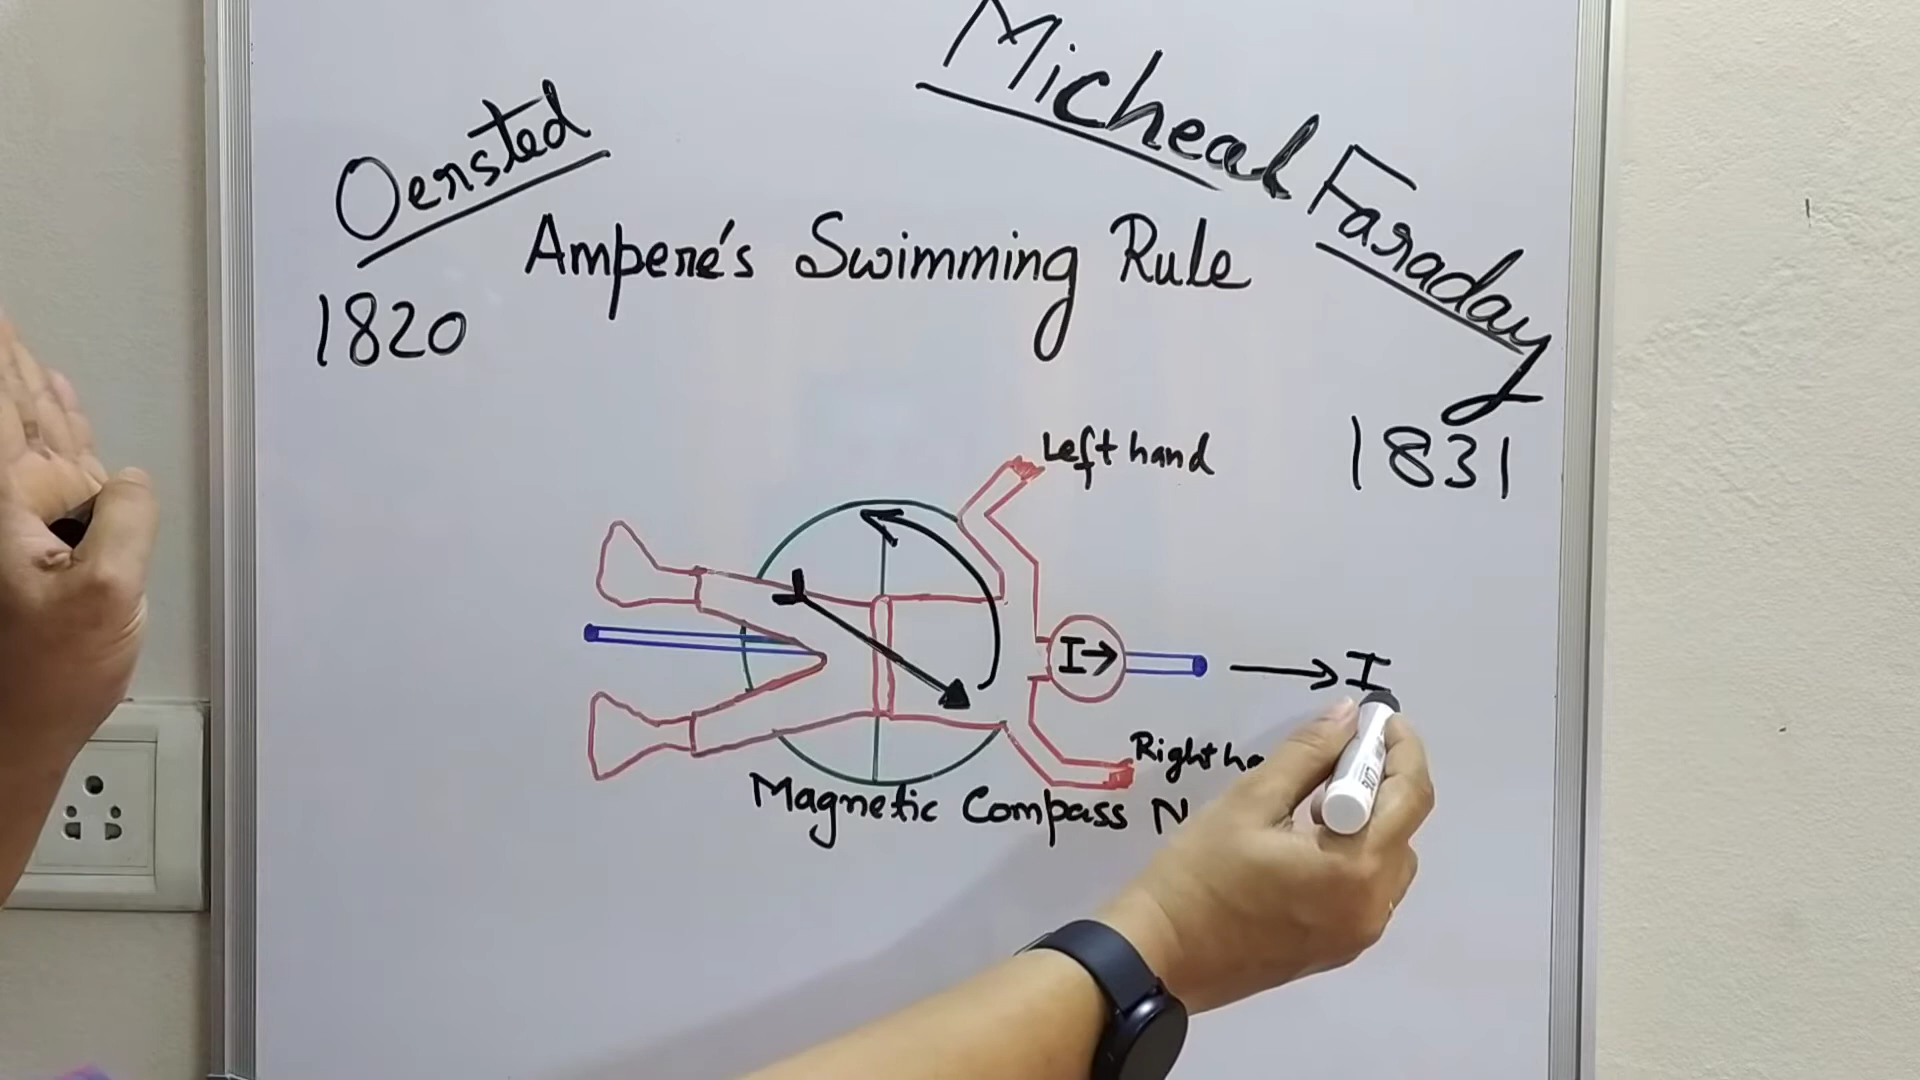 Micheal Faraday
Oersted
Ampere's Swimming Rule
1820
1831
Left hand
I→
→ I
Right
Magnetic Compass